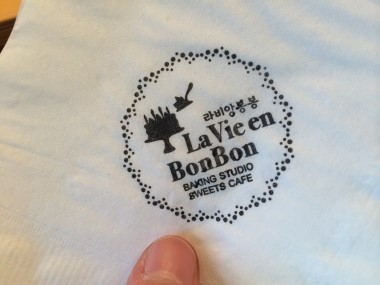 라비앙봉봉
LaVie en
BonBon
BAKING STUDIO
SWEETS CAFE